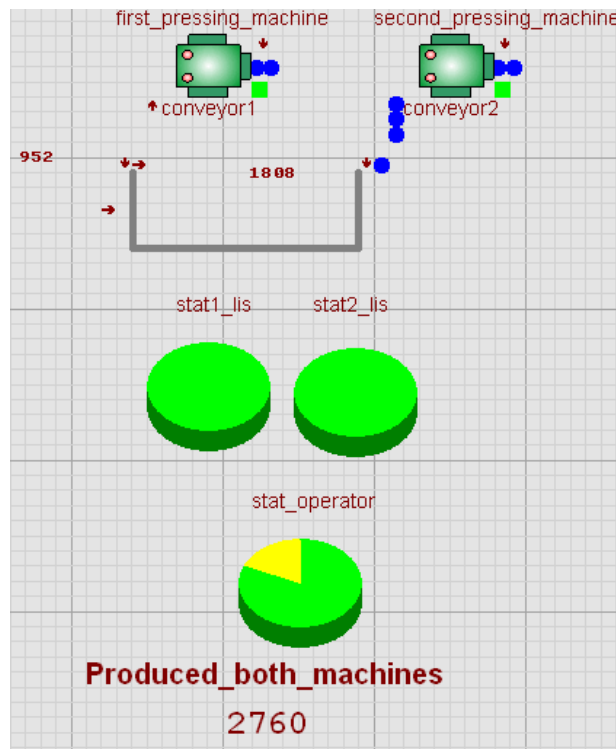 first_pressing_machine second_pressing_machine
conveyor1 conveyor2
952
1808
stat1_lis stat2_lis
stat_operator
Produced_both_machines
2760